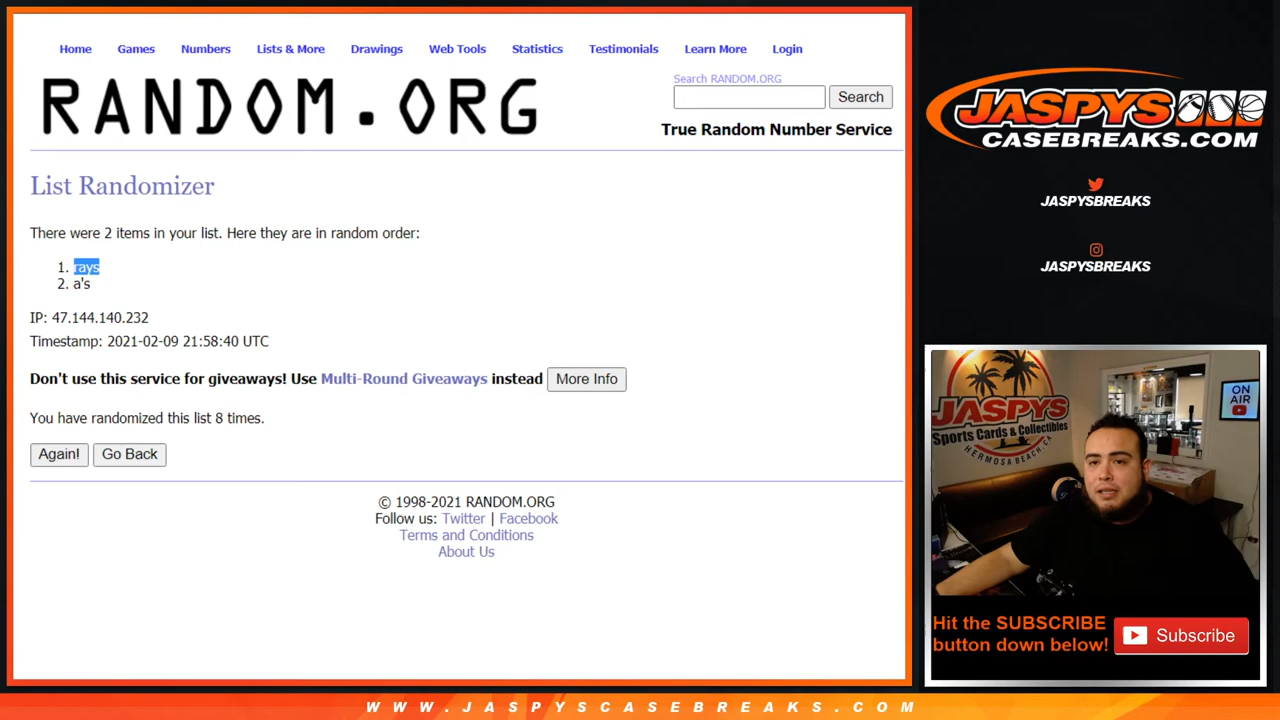 Home Games Numbers Lists & More Drawings Web Tools Statistics Testimonials Learn More Login
RANDOM.ORG
Search RANDOM.ORG
Search
True Random Number Service
List Randomizer
There were 2 items in your list. Here they are in random order:
1. rays
2. a's
IP: 47.144.140.232
Timestamp: 2021-02-09 21:58:40 UTC
Don't use this service for giveaways! Use Multi-Round Giveaways instead More Info
You have randomized this list 8 times.
Again! Go Back
© 1998-2021 RANDOM.ORG
Follow us: Twitter | Facebook
Terms and Conditions
About Us
JASPYS
CASEBREAKS.COM
JASPYSBREAKS
JASPYSBREAKS
JASPYS
Sports Cards & Collectibles
HERMOSA BEACH, CA
ON
AIR
Hit the SUBSCRIBE
button down below!
Subscribe
WWW.JASPYSCASEBREAKS.COM